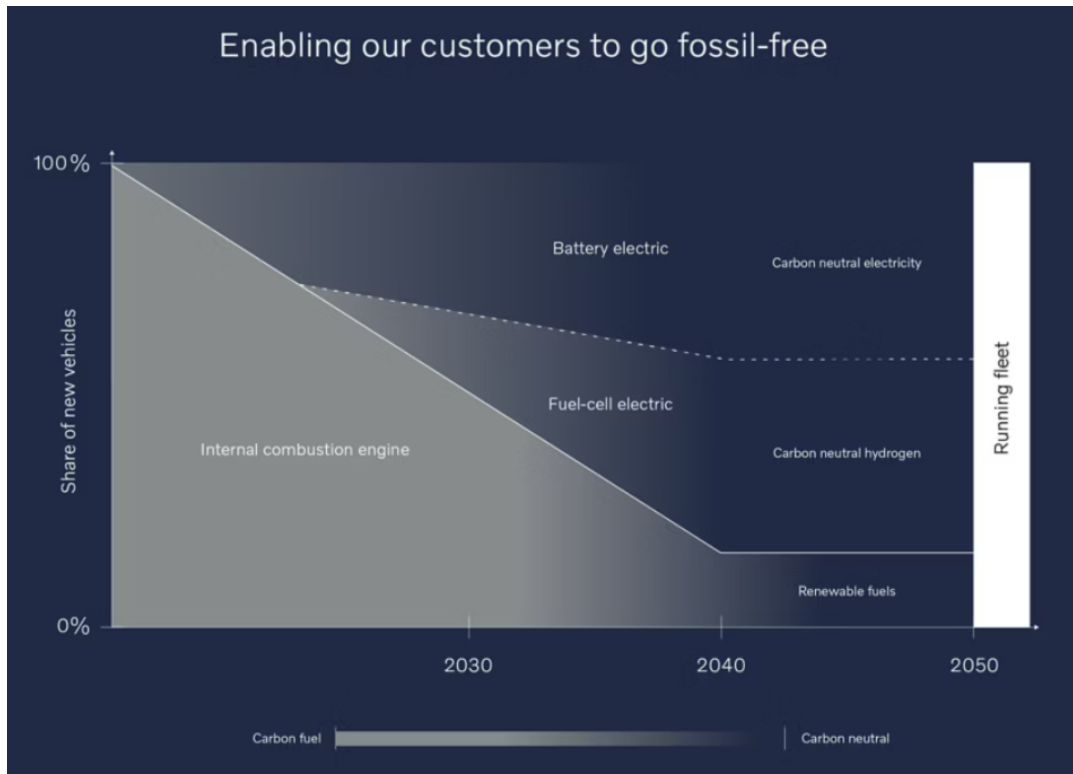 Enabling our customers to go fossil-free
100%
Battery electric
Carbon neutral electricity
Share of new vehicles
Running fleet
Fuel-cell electric
Internal combustion engine
Carbon neutral hydrogen
Renewable fuels
0%
2030
2040
2050
Carbon fuel
Carbon neutral